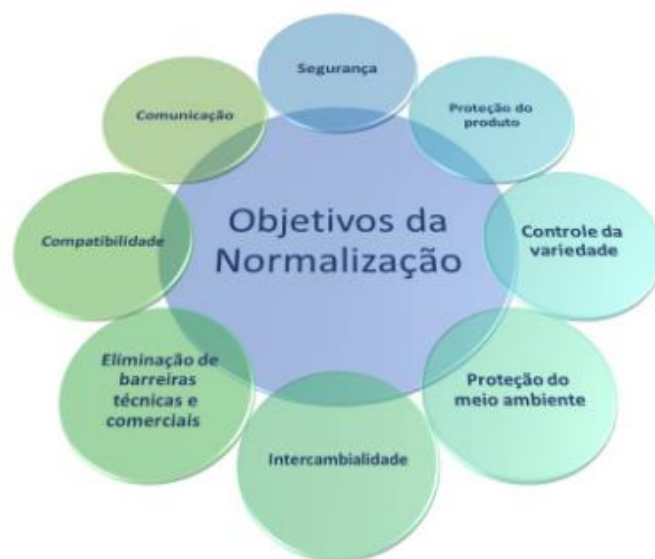 Objetivos da
Normalização
Segurança
Proteção do
produto
Controle da
variedade
Proteção do
meio ambiente
Intercambialidade
Eliminação de
barreiras
técnicas e
comerciais
Compatibilidade
Comunicação